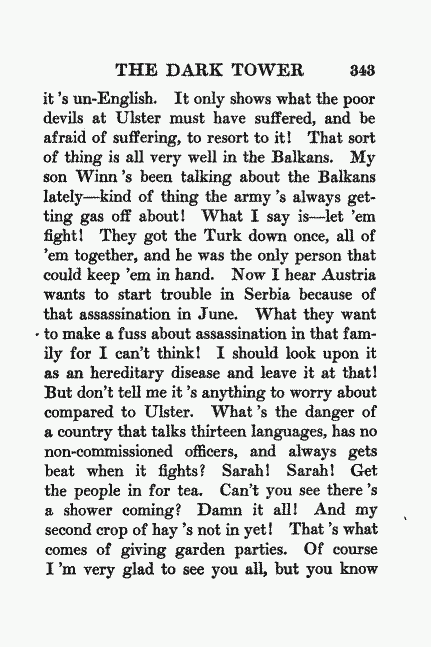 THE DARK TOWER 343
it 's un-English. It only shows what the poor
devils at Ulster must have suffered, and be
afraid of suffering, to resort to it! That sort
of thing is all very well in the Balkans. My
son Winn 's been talking about the Balkans
lately—kind of thing the army 's always get-
ting gas off about! What I say is—let 'em
fight! They got the Turk down once, all of
'em together, and he was the only person that
could keep 'em in hand. Now I hear Austria
wants to start trouble in Serbia because of
that assassination in June. What they want
to make a fuss about assassination in that fam-
ily for I can't think! I should look upon it
as an hereditary disease and leave it at that!
But don't tell me it 's anything to worry about
compared to Ulster. What 's the danger of
a country that talks thirteen languages, has no
non-commissioned officers, and always gets
beat when it fights? Sarah! Sarah! Get
the people in for tea. Can't you see there 's
a shower coming? Damn it all! And my
second crop of hay 's not in yet! That 's what
comes of giving garden parties. Of course
I 'm very glad to see you all, but you know